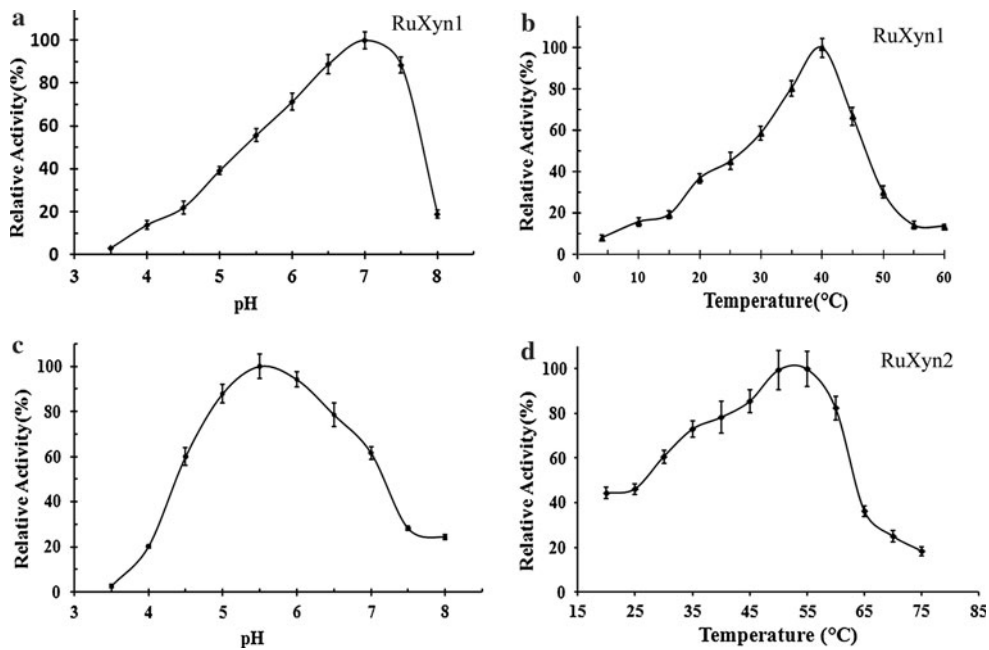 a
RuXyn1
Relative Activity(%)
100
80
60
40
20
0
3 4 5 6 7 8
pH
b
RuXyn1
Relative Activity(%)
100
80
60
40
20
0
0 10 20 30 40 50 60
Temperature(°C)
c
Relative Activity(%)
100
80
60
40
20
0
3 4 5 6 7 8
pH
d
RuXyn2
Relative Activity(%)
100
80
60
40
20
0
15 25 35 45 55 65 75 85
Temperature (°C)